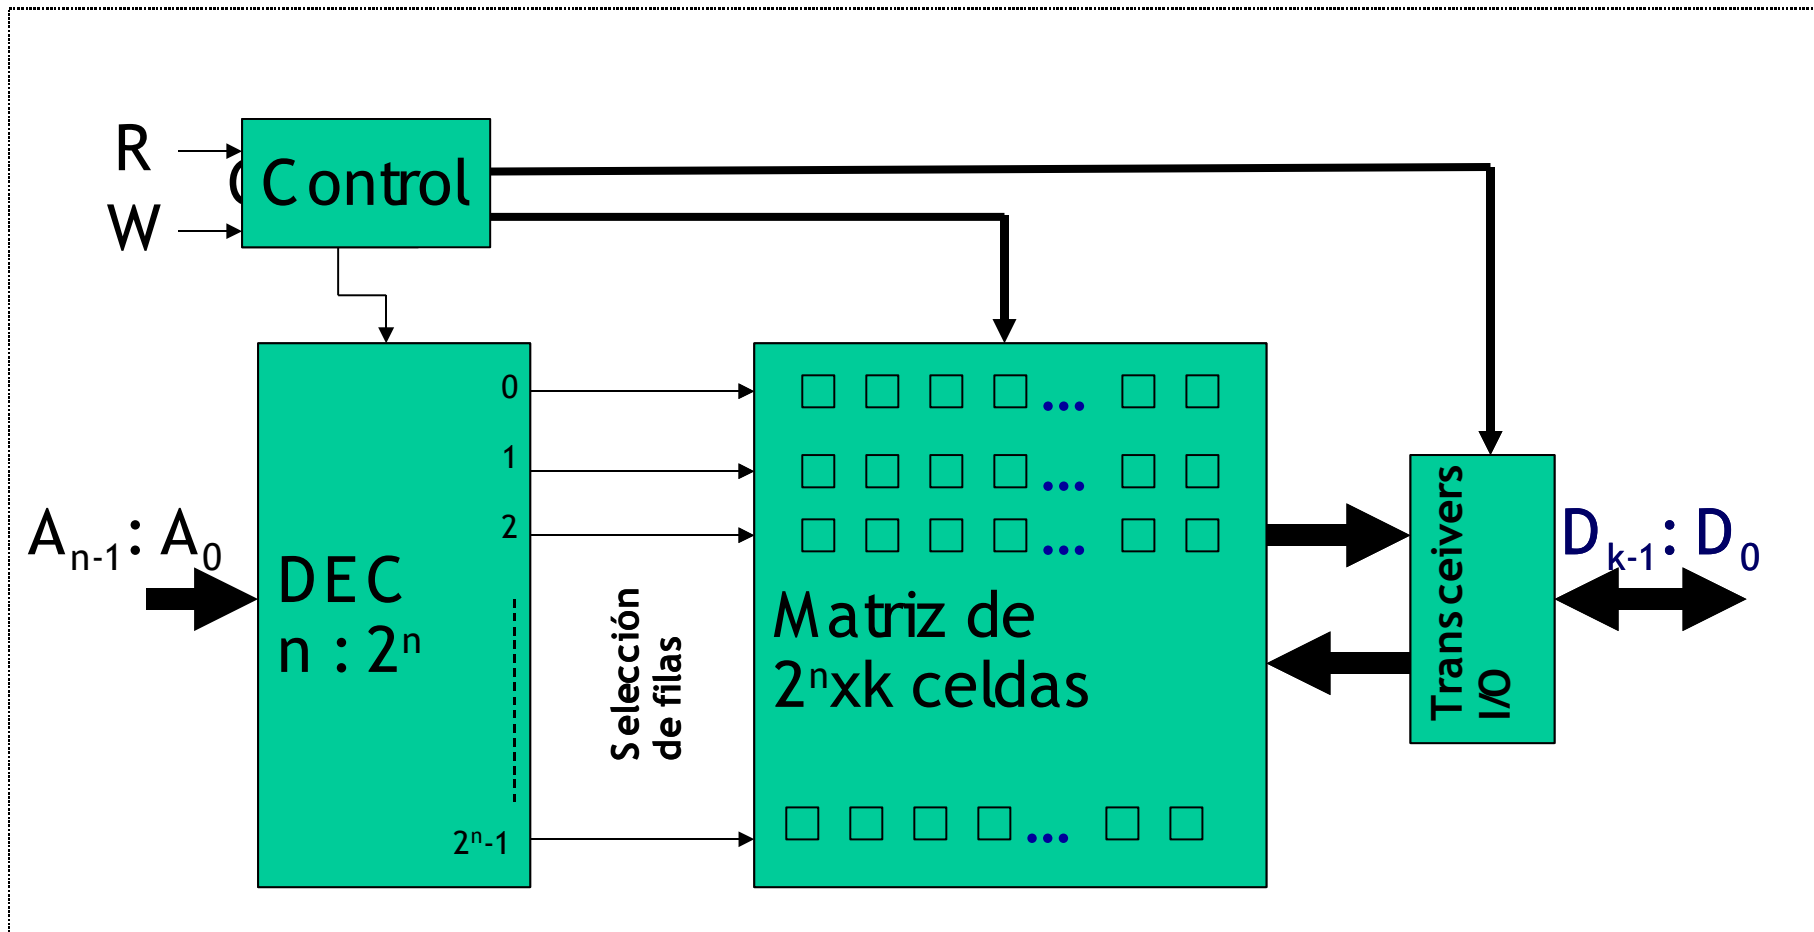 R
W
Control
0
1
2
2ⁿ-1
Aₙ₋₁ : A₀
DEC
n : 2ⁿ
Selección
de filas
...
...
...
Matriz de
2ⁿxk celdas
...
Transceivers
I/O
Dₖ₋₁ : D₀